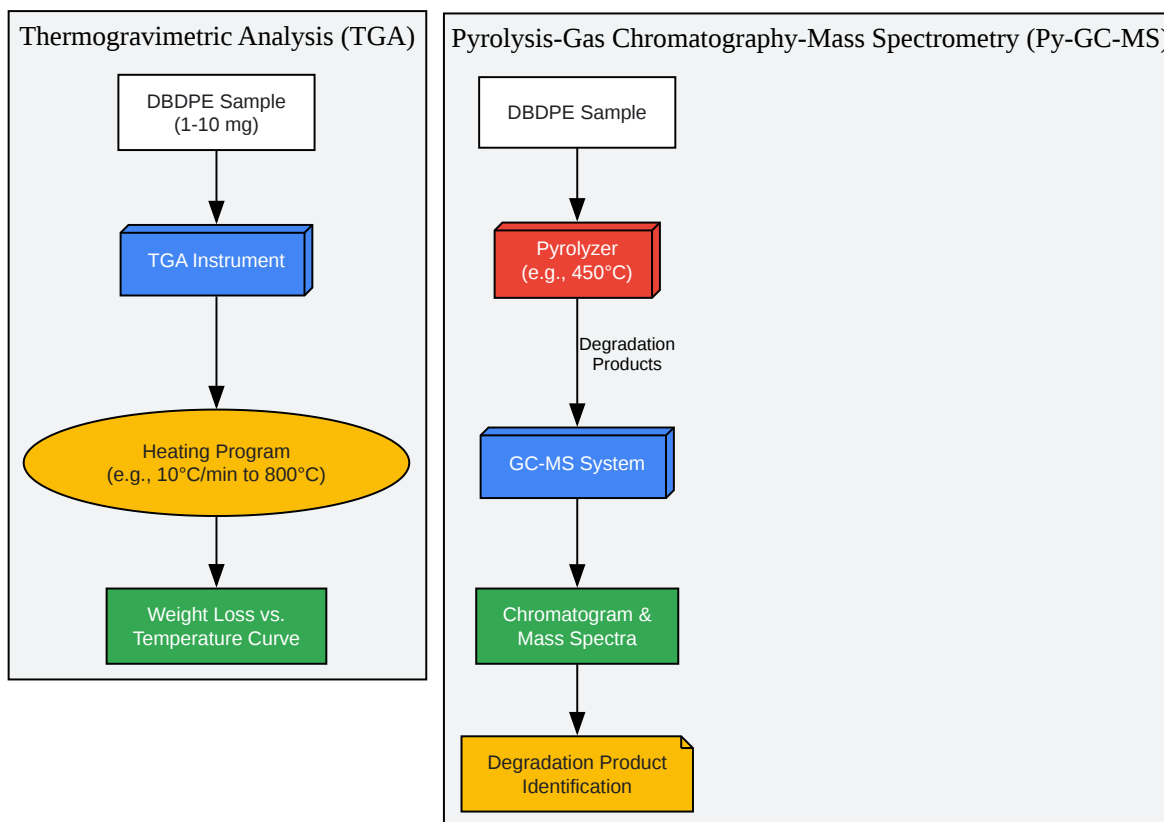 Thermogravimetric Analysis (TGA)
DBDPE Sample
(1-10 mg)
TGA Instrument
Heating Program
(e.g., 10°C/min to 800°C)
Weight Loss vs.
Temperature Curve
Pyrolysis-Gas Chromatography-Mass Spectrometry (Py-GC-MS)
DBDPE Sample
Pyrolyzer
(e.g., 450°C)
Degradation
Products
GC-MS System
Chromatogram &
Mass Spectra
Degradation Product
Identification